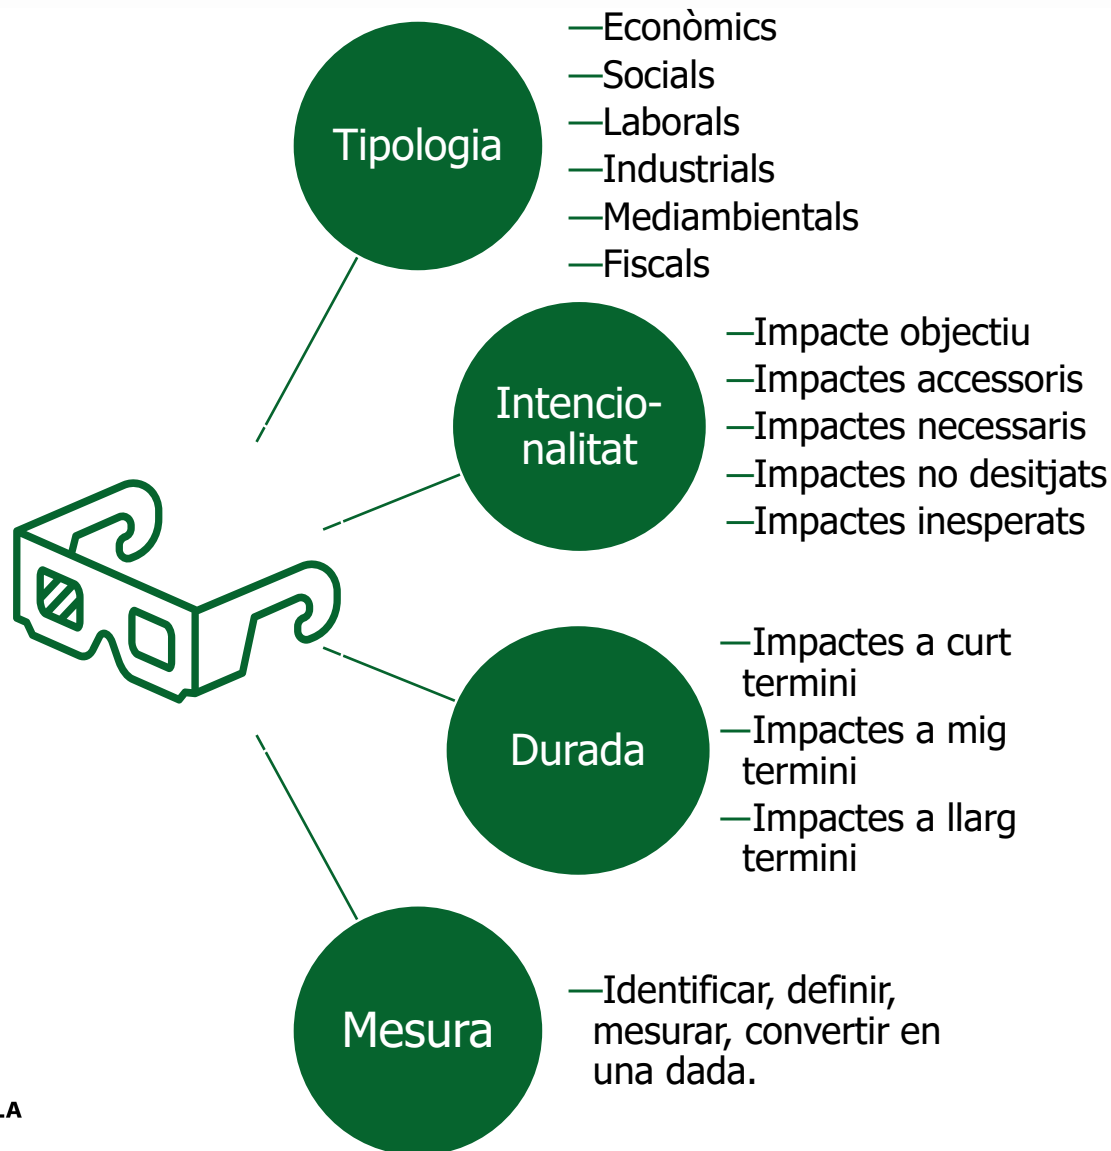 Tipologia
—Econòmics
—Socials
—Laborals
—Industrials
—Mediambientals
—Fiscals
Intencio-
nalitat
—Impacte objectiu
—Impactes accessoris
—Impactes necessaris
—Impactes no desitjats
—Impactes inesperats
Durada
—Impactes a curt
termini
—Impactes a mig
termini
—Impactes a llarg
termini
Mesura
—Identificar, definir,
mesurar, convertir en
una dada.